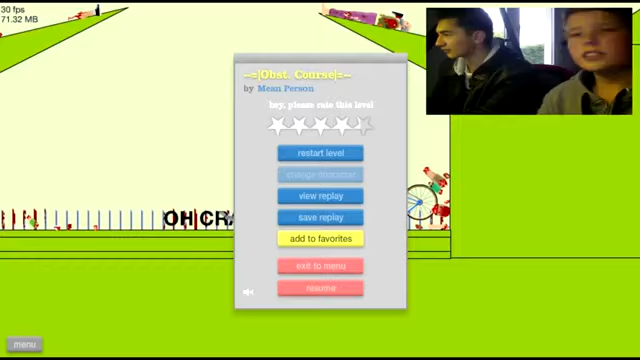 30 fps
71.32 MB
--=|Obst. Course|=--
by Mean Person
hey, please rate this level
restart level
change character
view replay
save replay
OH CR
add to favorites
exit to menu
resume
menu